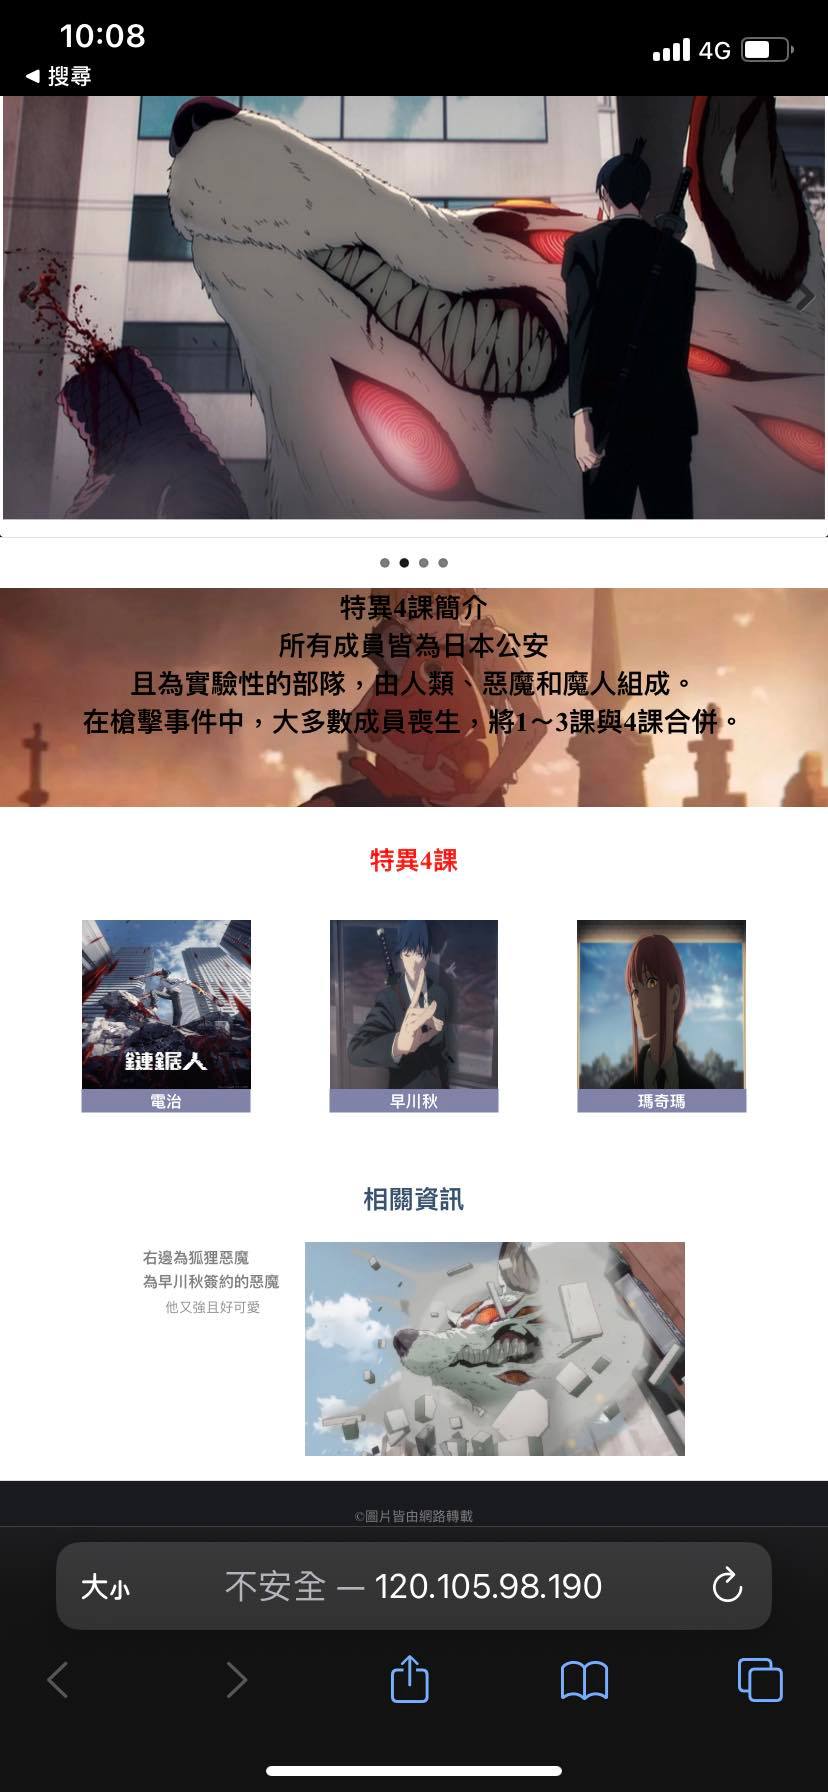 10:08
4G
◀ 搜尋
特異4課簡介
所有成員皆為日本公安
且為實驗性的部隊，由人類、惡魔和魔人組成。
在槍擊事件中，大多數成員喪生，將1～3課與4課合併。
特異4課
鏈鋸人
電治
早川秋
瑪奇瑪
相關資訊
右邊為狐狸惡魔
為早川秋簽約的惡魔
他又強且好可愛
©圖片皆由網路轉載
大小
不安全 — 120.105.98.190